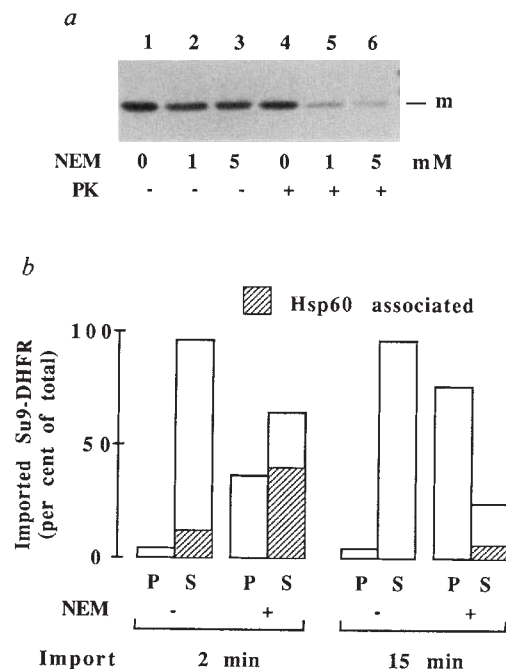 a
1 2 3 4 5 6
m
NEM 0 1 5 0 1 5 mM
PK - - - + + +
b
Hsp60 associated
Imported Su9-DHFR
(per cent of total)
100
50
0
P S P S P S P S
NEM - + - +
Import 2 min 15 min